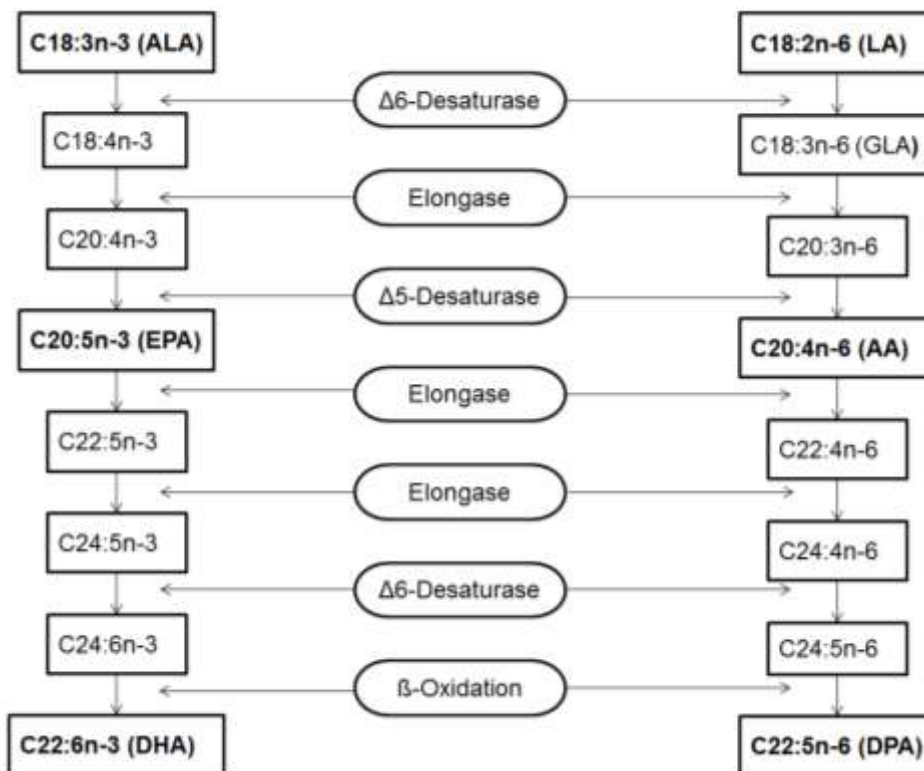 C18:3n-3 (ALA)
C18:2n-6 (LA)
Δ6-Desaturase
C18:4n-3
C18:3n-6 (GLA)
Elongase
C20:4n-3
C20:3n-6
Δ5-Desaturase
C20:5n-3 (EPA)
C20:4n-6 (AA)
Elongase
C22:5n-3
C22:4n-6
Elongase
C24:5n-3
C24:4n-6
Δ6-Desaturase
C24:6n-3
C24:5n-6
ß-Oxidation
C22:6n-3 (DHA)
C22:5n-6 (DPA)